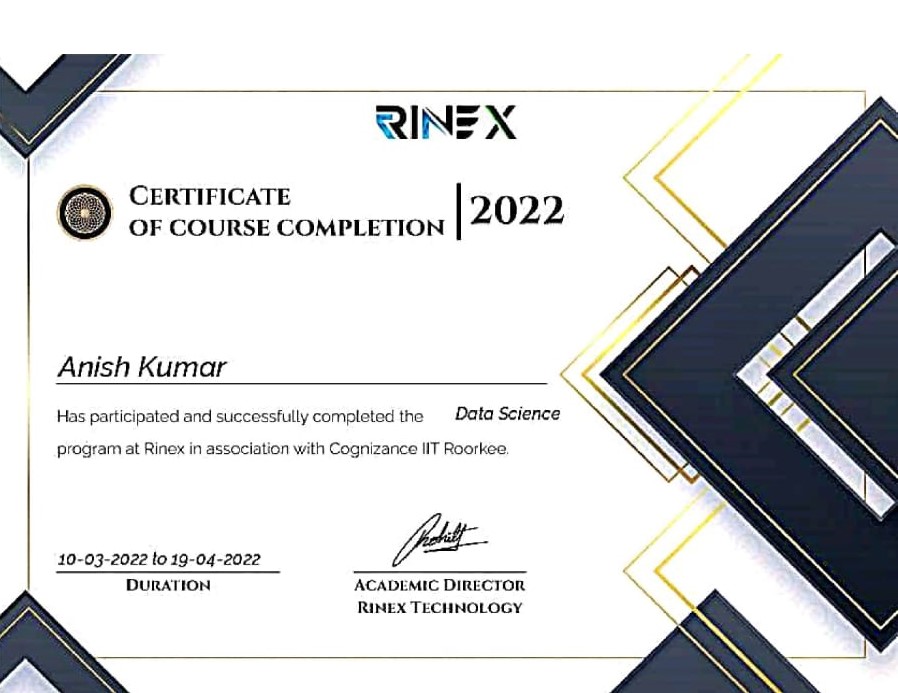 RINEX
CERTIFICATE
OF COURSE COMPLETION
2022
Anish Kumar
Has participated and successfully completed the Data Science
program at Rinex in association with Cognizance IIT Roorkee.
10-03-2022 to 19-04-2022
DURATION
Rohilt
ACADEMIC DIRECTOR
RINEX TECHNOLOGY